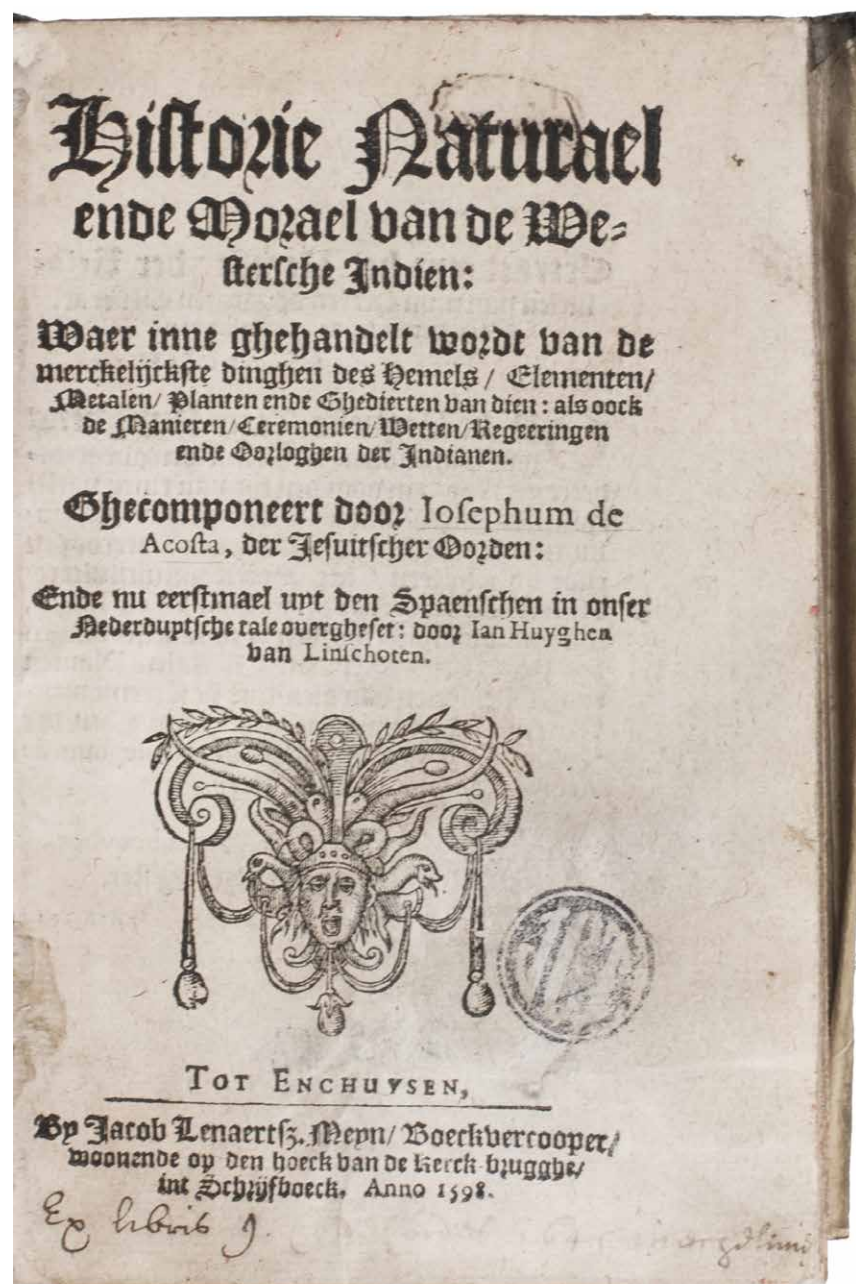 Historie Naturael
ende Morael van de We-
stersche Indien:
Waer inne ghehandelt wordt van de
merckelijckste dinghen des Hemels / Elementen/
Metalen/ Planten ende Ghedierten van dien: als oock
de Manieren/Ceremonien/Wetten/Regeeringen
ende Oorloghen der Indianen.
Ghecomponeert door Iosephum de
Acosta, der Jesuitscher Oorden:
Ende nu eerstmael uyt den Spaenschen in onser
Nederduytsche tale overgheset: door Ian Huyghen
van Linschoten.
TOT ENCHUYSEN,
By Jacob Lenaertsz. Meyn/ Boeckvercooper/
woonende op den hoeck van de kerck-brugghe/
int Schrijfboeck. Anno 1598.
Ex libris J.